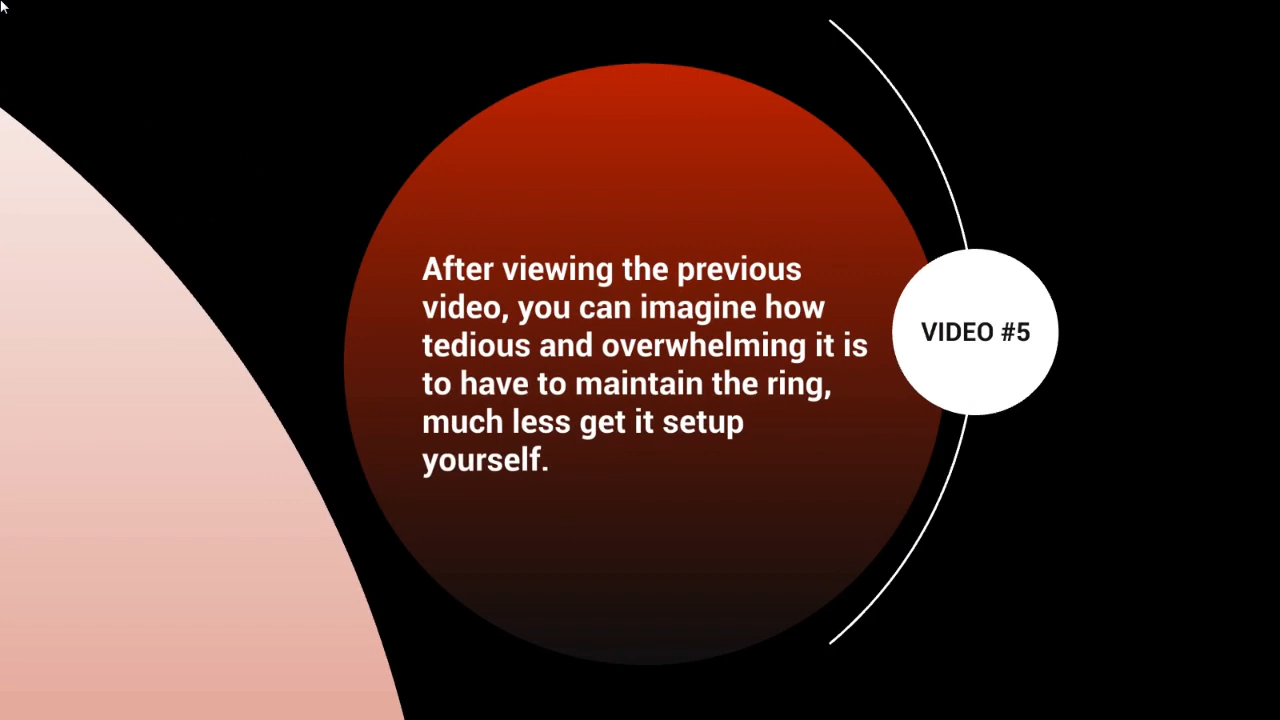 After viewing the previous
video, you can imagine how
tedious and overwhelming it is
to have to maintain the ring,
much less get it setup
yourself.
VIDEO #5